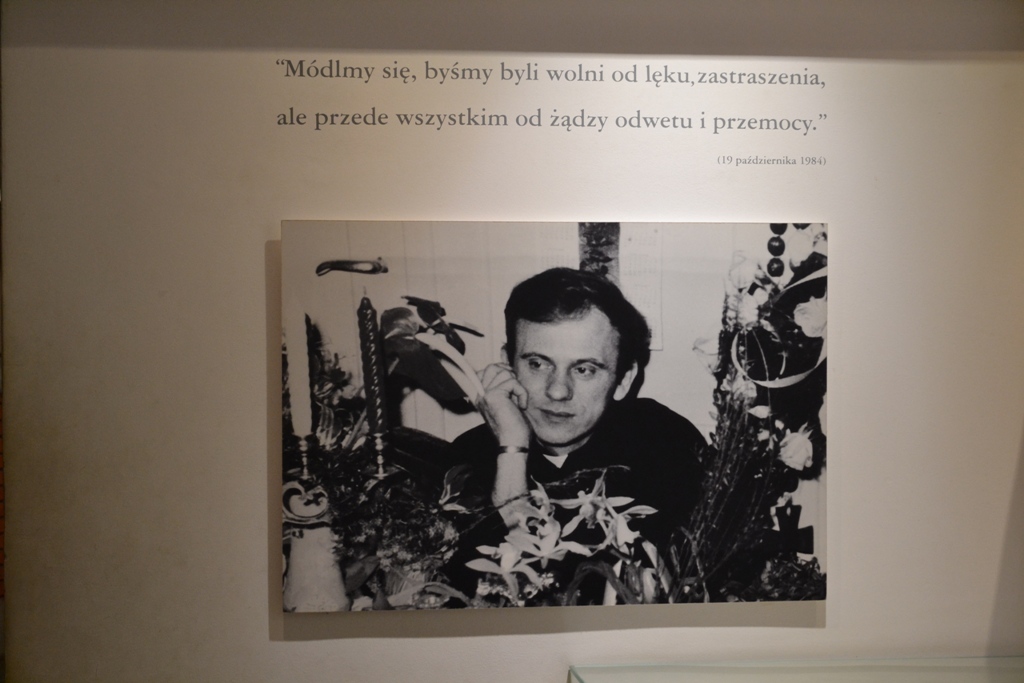 “Módlmy się, byśmy byli wolni od lęku, zastraszenia,
ale przede wszystkim od żądzy odwetu i przemocy.”
(19 października 1984)